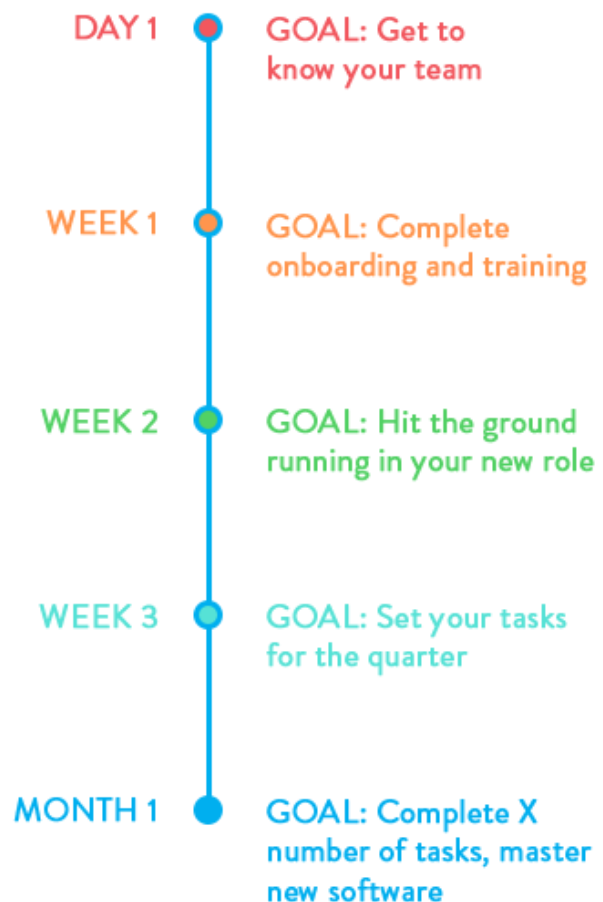 DAY 1
GOAL: Get to
know your team
WEEK 1
GOAL: Complete
onboarding and training
WEEK 2
GOAL: Hit the ground
running in your new role
WEEK 3
GOAL: Set your tasks
for the quarter
MONTH 1
GOAL: Complete X
number of tasks, master
new software